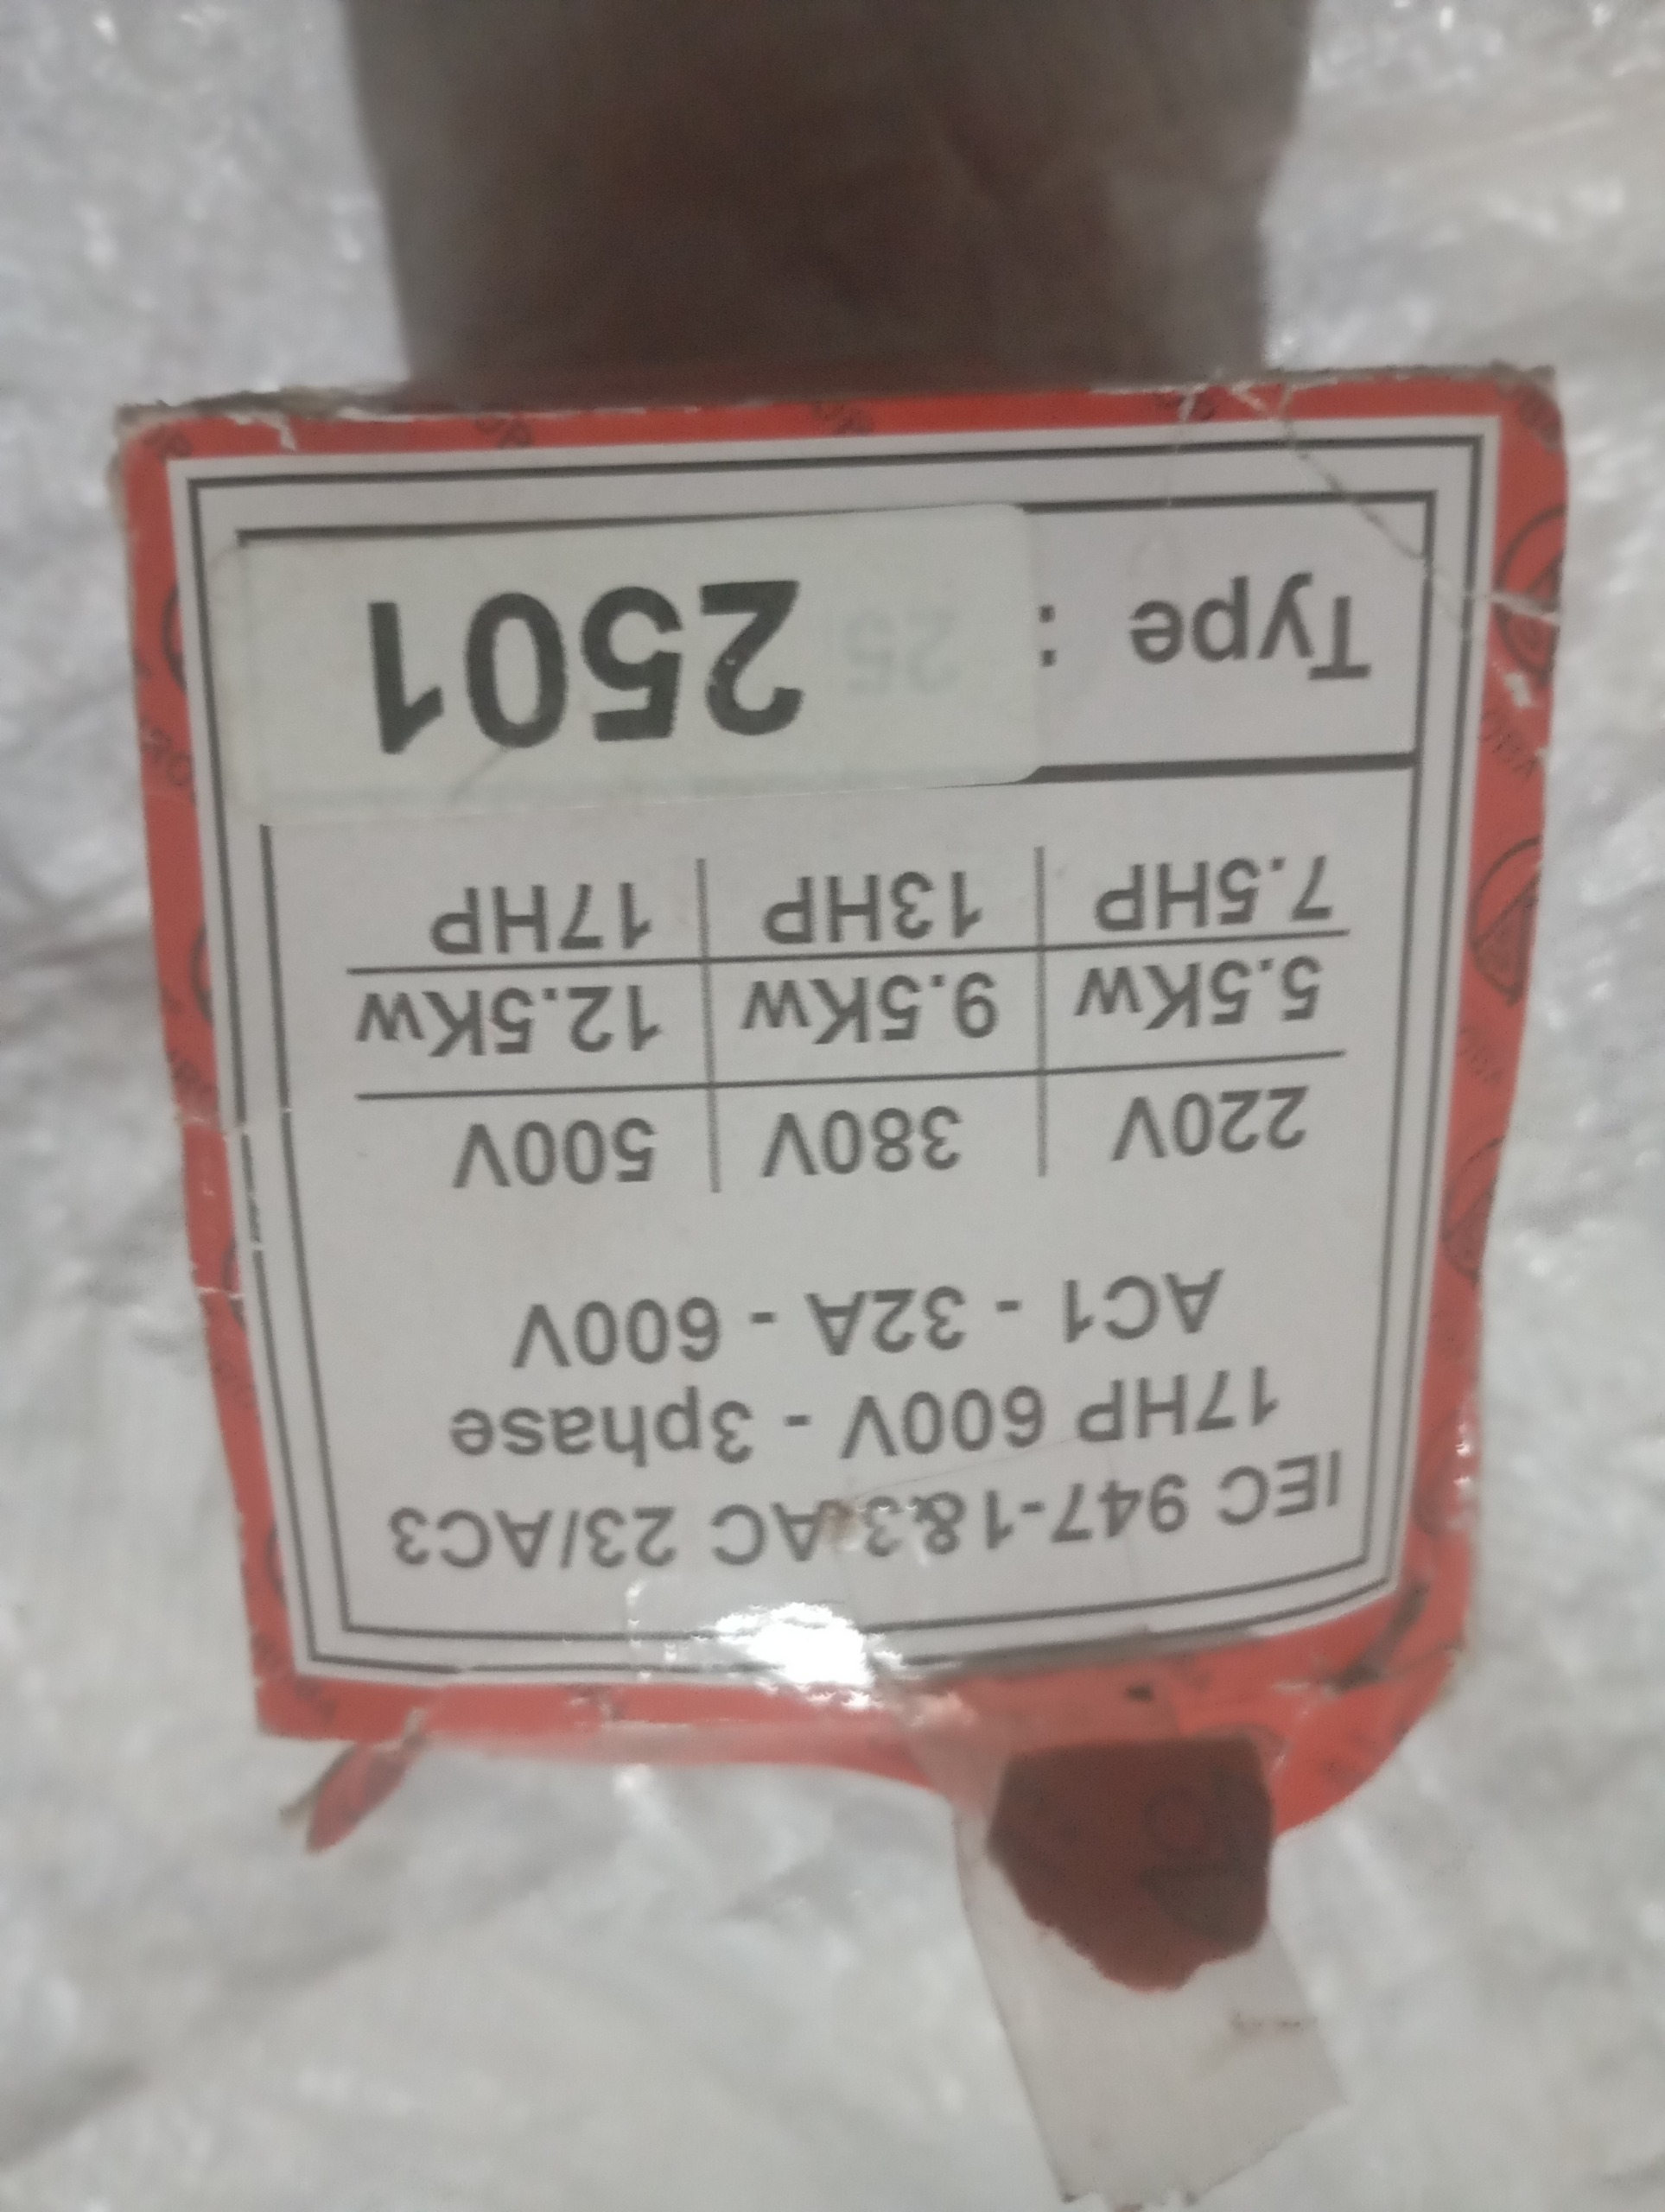 IEC 947-1&3 AC 23/AC3
17HP 600V - 3phase
AC1 - 32A - 600V
220V 380V 500V
5.5Kw 9.5Kw 12.5Kw
7.5HP 13HP 17HP
Type : 25 2501